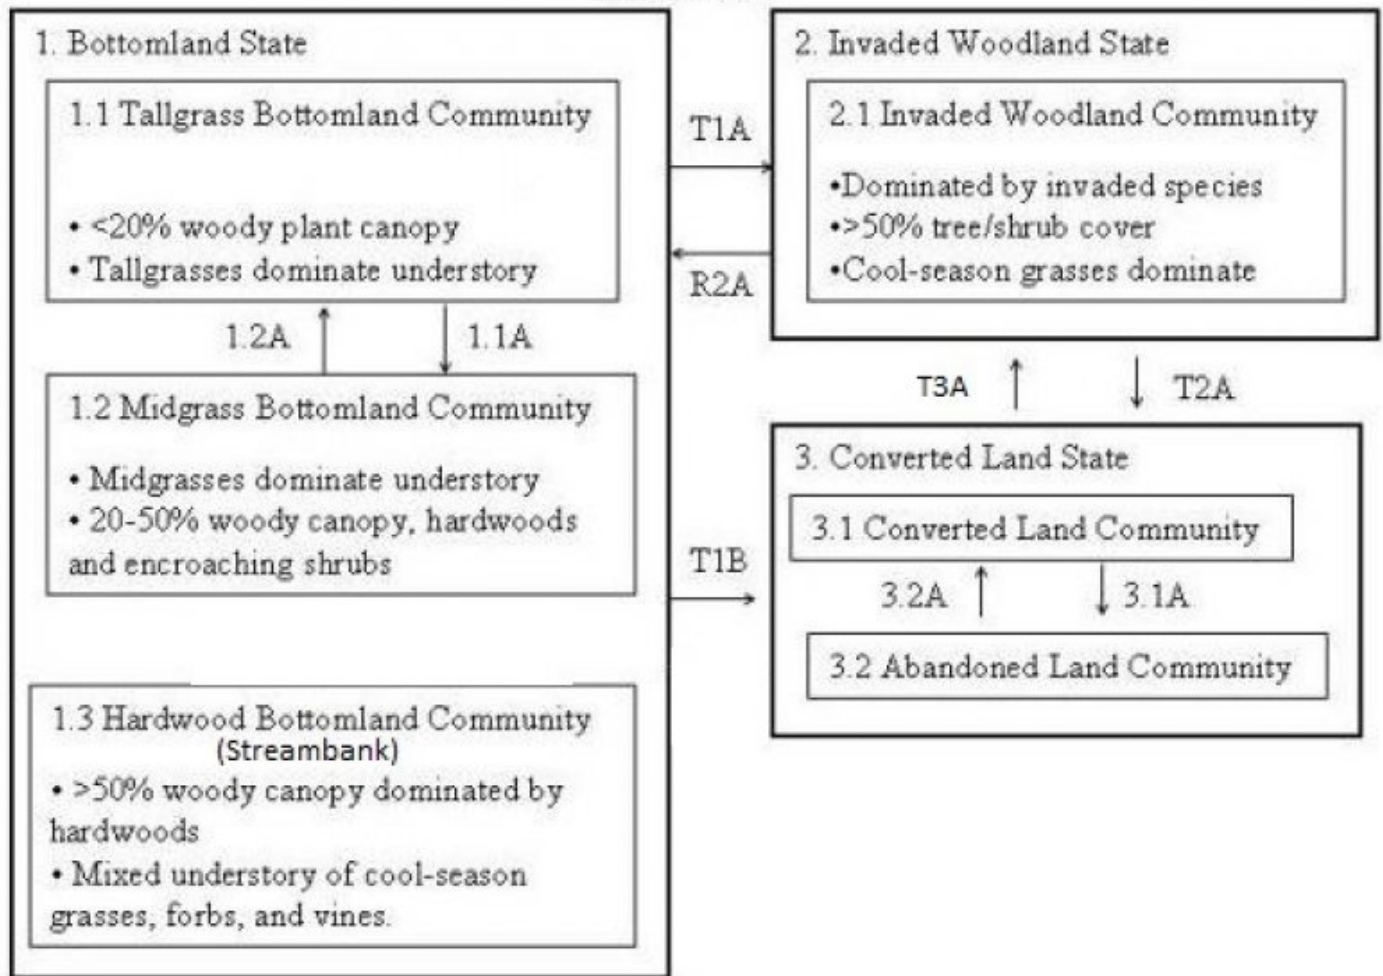 1. Bottomland State
1.1 Tallgrass Bottomland Community
• <20% woody plant canopy
• Tallgrasses dominate understory
1.2A
1.1A
1.2 Midgrass Bottomland Community
• Midgrasses dominate understory
• 20-50% woody canopy, hardwoods
and encroaching shrubs
1.3 Hardwood Bottomland Community
(Streambank)
• >50% woody canopy dominated by
hardwoods
• Mixed understory of cool-season
grasses, forbs, and vines.
T1A
R2A
T1B
2. Invaded Woodland State
2.1 Invaded Woodland Community
•Dominated by invaded species
•>50% tree/shrub cover
•Cool-season grasses dominate
T3A
T2A
3. Converted Land State
3.1 Converted Land Community
3.2A
3.1A
3.2 Abandoned Land Community